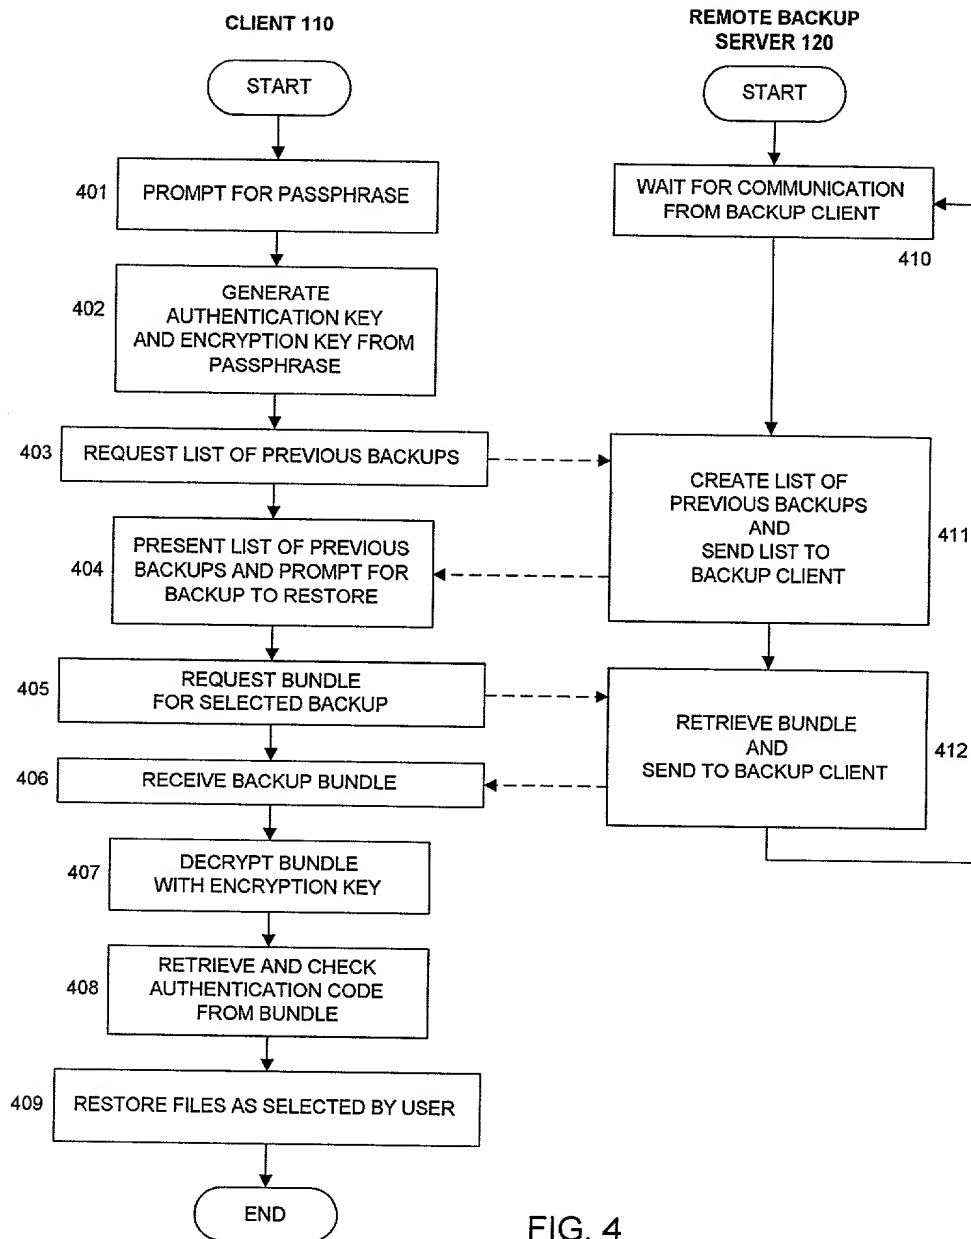 CLIENT 110
START
401
PROMPT FOR PASSPHRASE
402
GENERATE
AUTHENTICATION KEY
AND ENCRYPTION KEY FROM
PASSPHRASE
403
REQUEST LIST OF PREVIOUS BACKUPS
404
PRESENT LIST OF PREVIOUS
BACKUPS AND PROMPT FOR
BACKUP TO RESTORE
405
REQUEST BUNDLE
FOR SELECTED BACKUP
406
RECEIVE BACKUP BUNDLE
407
DECRYPT BUNDLE
WITH ENCRYPTION KEY
408
RETRIEVE AND CHECK
AUTHENTICATION CODE
FROM BUNDLE
409
RESTORE FILES AS SELECTED BY USER
END
REMOTE BACKUP
SERVER 120
START
WAIT FOR COMMUNICATION
FROM BACKUP CLIENT
410
CREATE LIST OF
PREVIOUS BACKUPS
AND
SEND LIST TO
BACKUP CLIENT
411
RETRIEVE BUNDLE
AND
SEND TO BACKUP CLIENT
412
FIG. 4